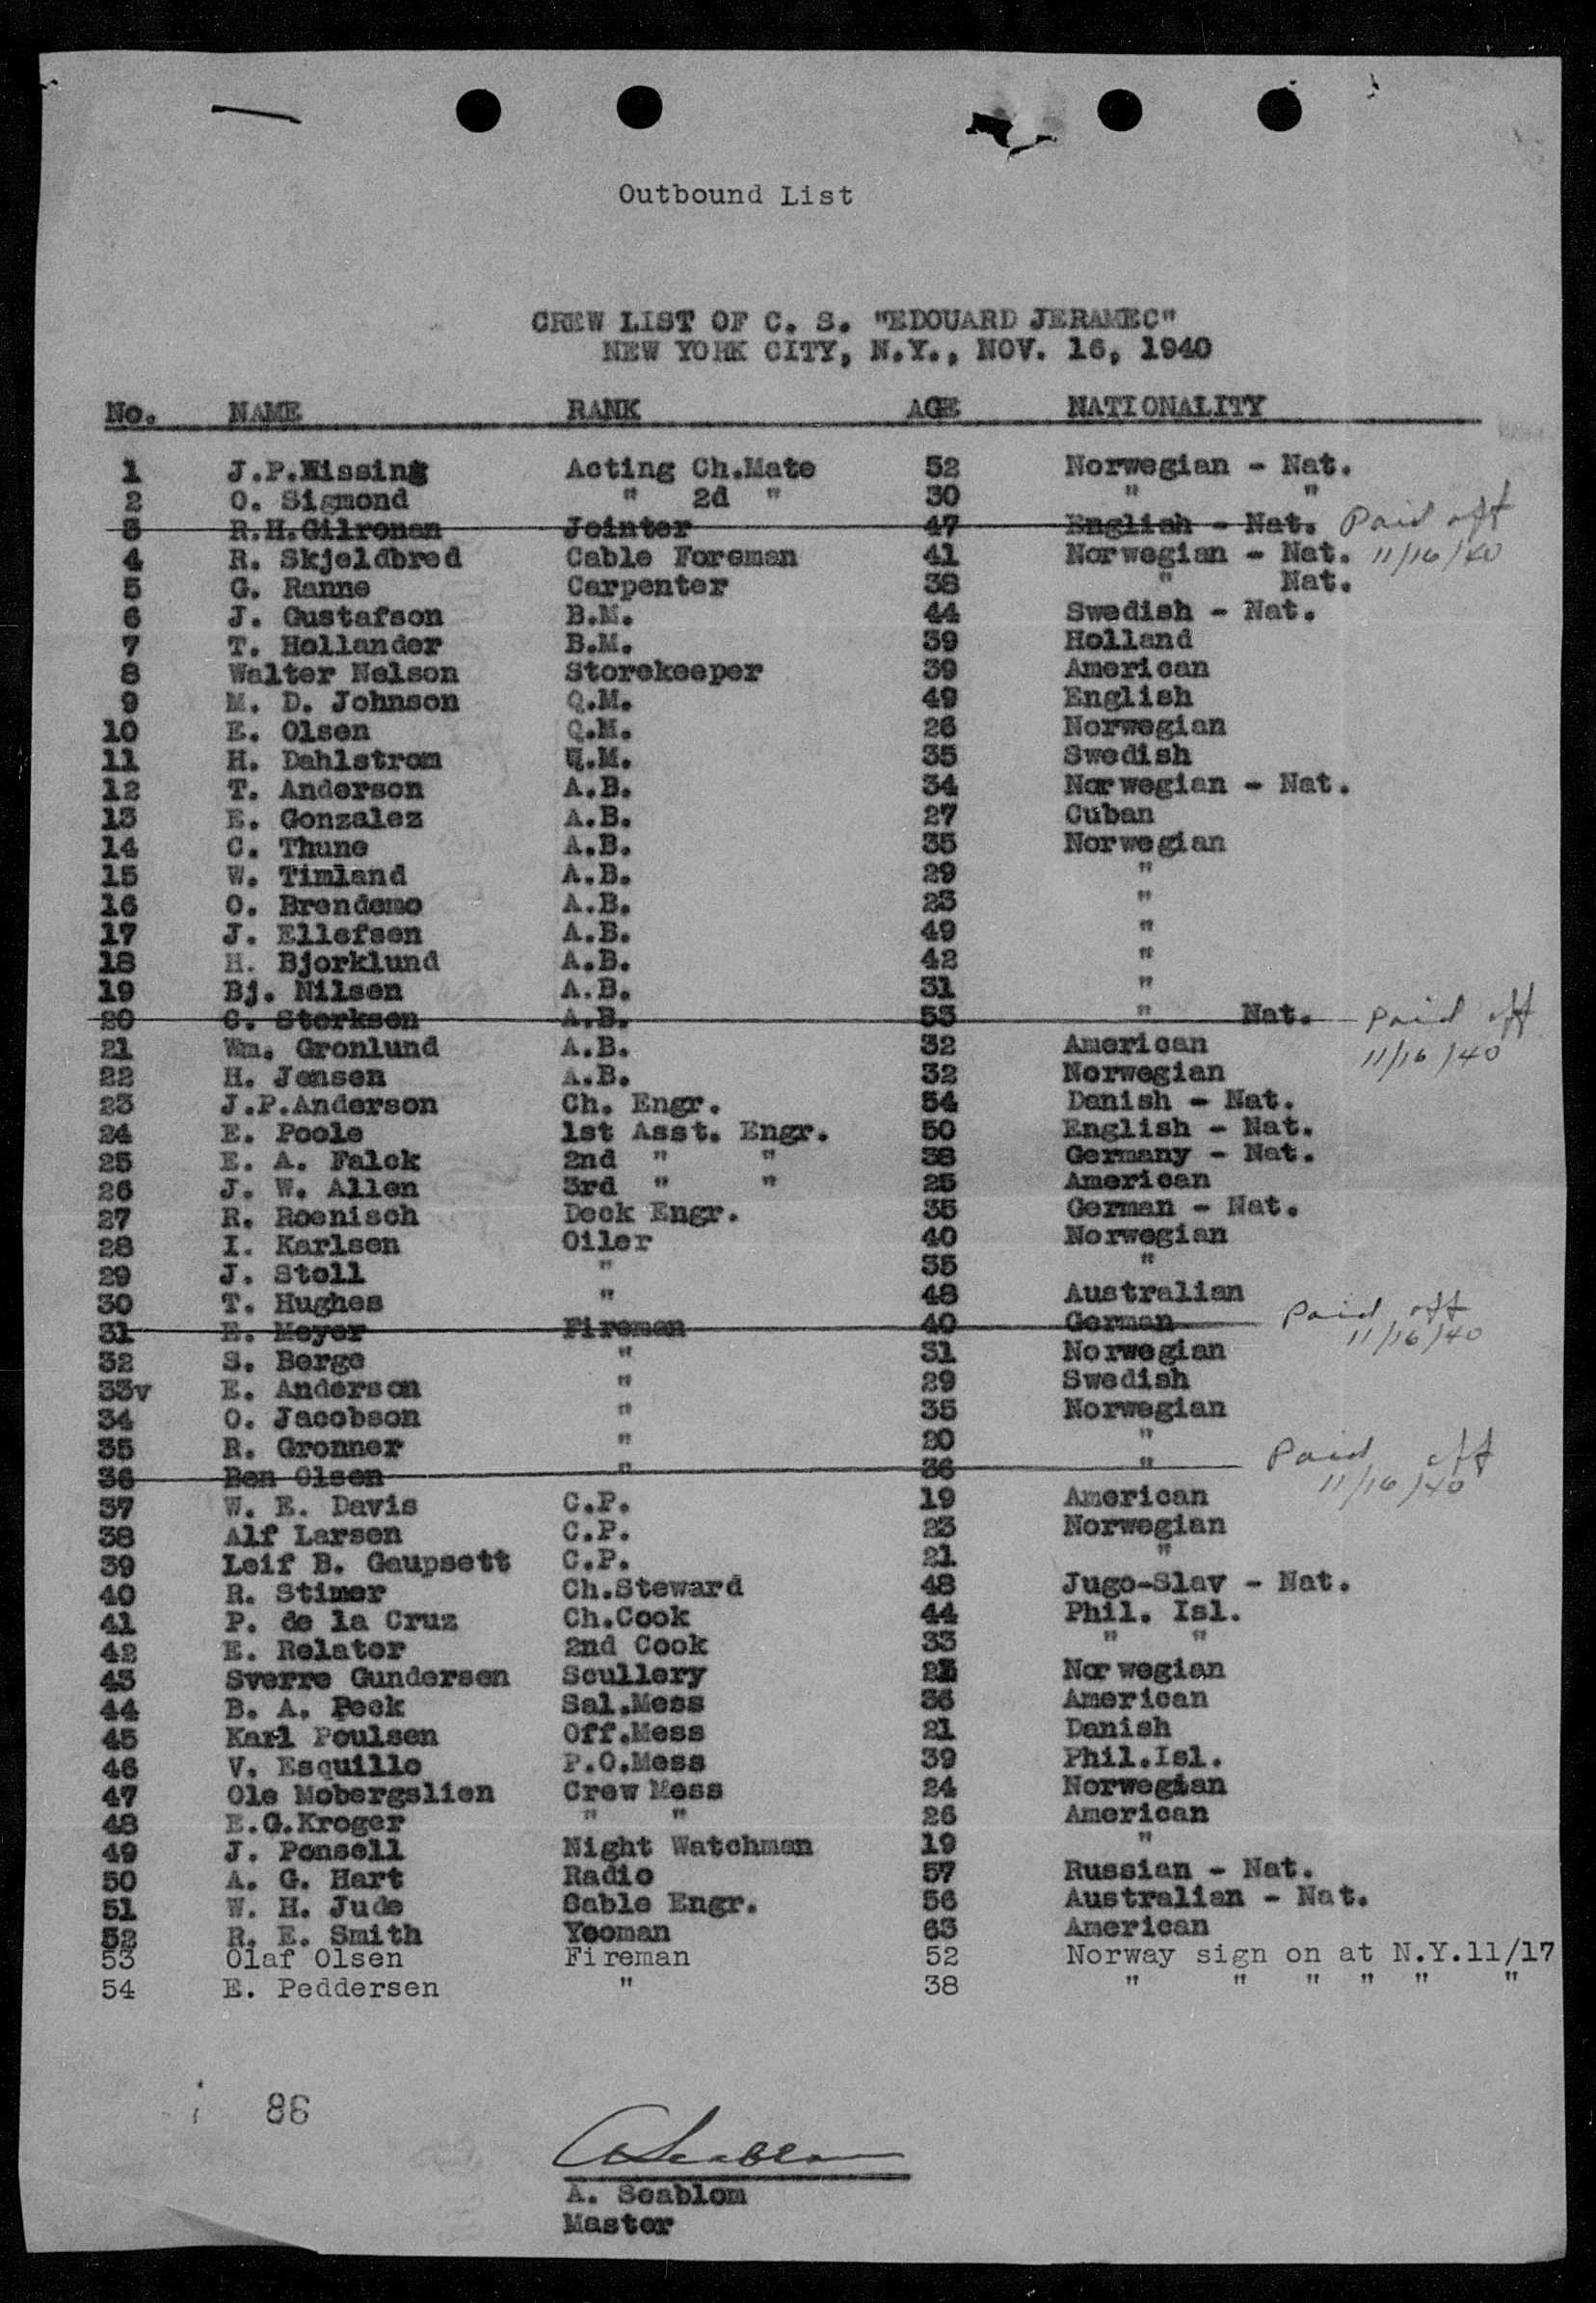 Outbound List
CREW LIST OF C. S. "EDOUARD JERAMEC"
NEW YORK CITY, N.Y., NOV. 16, 1940
No. NAME RANK AGE NATIONALITY
1 J.P.Nissing Acting Ch.Mate 52 Norwegian - Nat.
2 O. Sigmond " 2d " 30 " "
3 R.H.Gilronan Jointer 47 English - Nat. Paid off
4 R. Skjeldbred Cable Foreman 41 Norwegian - Nat. 11/16/40
5 G. Ranne Carpenter 38 " Nat.
6 J. Gustafson B.M. 44 Swedish - Nat.
7 T. Hollander B.M. 39 Holland
8 Walter Nelson Storekeeper 39 American
9 M. D. Johnson Q.M. 49 English
10 E. Olsen Q.M. 26 Norwegian
11 H. Dahlstrom Q.M. 35 Swedish
12 T. Anderson A.B. 34 Norwegian - Nat.
13 E. Gonzalez A.B. 27 Cuban
14 C. Thune A.B. 35 Norwegian
15 W. Timland A.B. 29 "
16 O. Brendemo A.B. 23 "
17 J. Ellefsen A.B. 49 "
18 H. Bjorklund A.B. 42 "
19 Bj. Nilsen A.B. 31 "
20 C. Sterksen A.B. 53 " Nat. Paid off
21 Wm. Gronlund A.B. 32 American 11/16/40
22 H. Jensen A.B. 32 Norwegian
23 J.P.Anderson Ch. Engr. 54 Danish - Nat.
24 E. Poole 1st Asst. Engr. 50 English - Nat.
25 E. A. Falck 2nd " " 38 Germany - Nat.
26 J. W. Allen 3rd " " 25 American
27 R. Roenisch Deck Engr. 35 German - Nat.
28 I. Karlsen Oiler 40 Norwegian
29 J. Stoll " 35 "
30 T. Hughes " 48 Australian
31 E. Meyer Fireman 40 German Paid off
11/16/40
32 S. Berge " 31 Norwegian
33v E. Anderson " 29 Swedish
34 O. Jacobson " 35 Norwegian
35 R. Gronner " 20 "
36 Ben Olsen " 36 " Paid off
11/16/40
37 W. E. Davis C.P. 19 American
38 Alf Larsen C.P. 23 Norwegian
39 Leif B. Gaupsett C.P. 21 "
40 R. Stimer Ch.Steward 48 Jugo-Slav - Nat.
41 P. de la Cruz Ch.Cook 44 Phil. Isl.
42 E. Relator 2nd Cook 33 " "
43 Sverre Gundersen Scullery Norwegian
44 B. A. Peck Sal.Mess 36 American
45 Karl Poulsen Off.Mess 21 Danish
46 V. Esquillo P.O.Mess 39 Phil.Isl.
47 Ole Mobergslien Crew Mess 24 Norwegian
48 E.G.Kroger " " 26 American
49 J. Ponsell Night Watchman 19 "
50 A. G. Hart Radio 57 Russian - Nat.
51 W. H. Jude Cable Engr. 56 Australian - Nat.
52 R. E. Smith Yeoman 63 American
53 Olaf Olsen Fireman 52 Norway sign on at N.Y.11/17
54 E. Peddersen " 38 " " " " " "
86
A Seablom
A. Seablom
Master